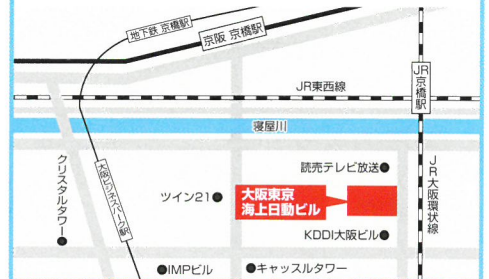 地下鉄 京橋駅
京阪 京橋駅
JR東西線
JR京橋駅
寝屋川
クリスタルタワー
大阪ビジネスパーク駅
ツイン21
読売テレビ放送
大阪東京
海上日動ビル
JR大阪環状線
KDDI大阪ビル
IMPビル
キャッスルタワー